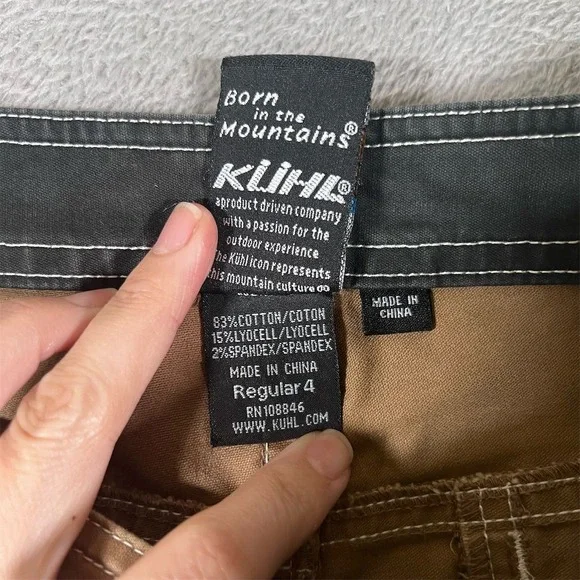 Born
in the
Mountains®
KÜHL®
aproduct driven company
with a passion for the
outdoor experience
the Kühl icon represents
this mountain culture
83%COTTON/COTON
15%LYOCELL/LYOCELL
2%SPANDEX/SPANDEX
MADE IN CHINA
Regular 4
RN108846
WWW.KUHL.COM
MADE IN
CHINA